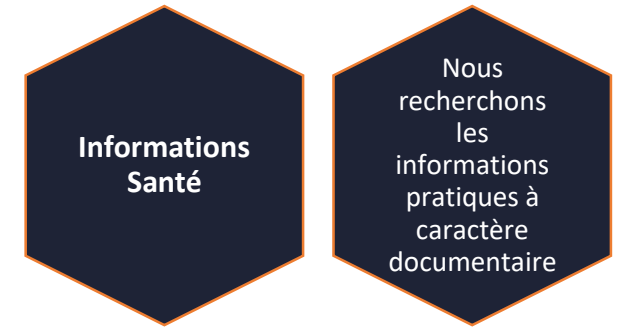 Informations
Santé
Nous
recherchons
les
informations
pratiques à
caractère
documentaire